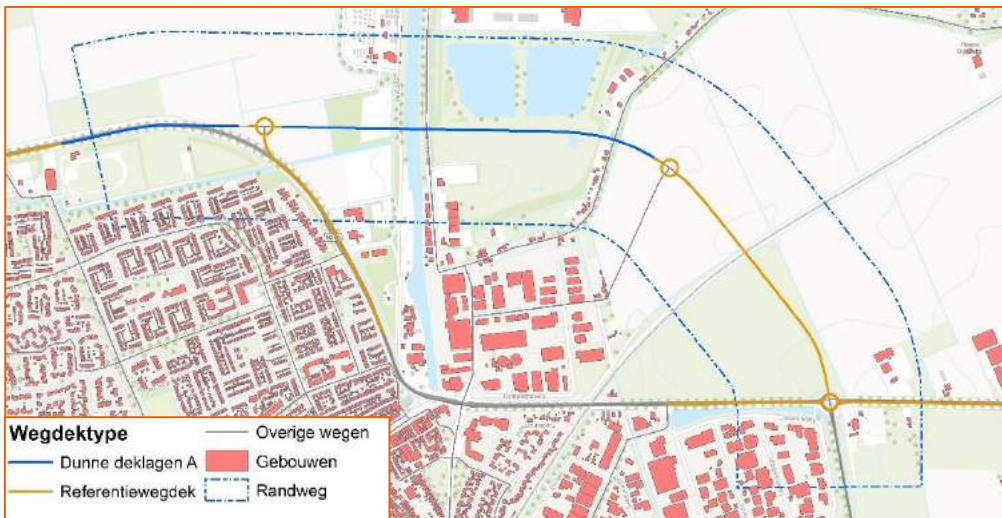 Wegdektype
Dunne deklagen A
Referentiewegdek
Overige wegen
Gebouwen
Randweg